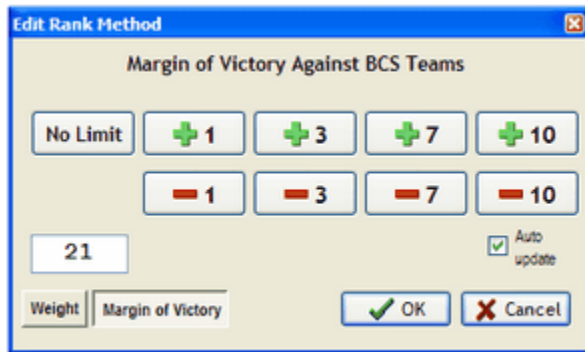 Edit Rank Method
Margin of Victory Against BCS Teams
No Limit 1 3 7 10
1 3 7 10
21
Auto
update
Weight Margin of Victory OK Cancel